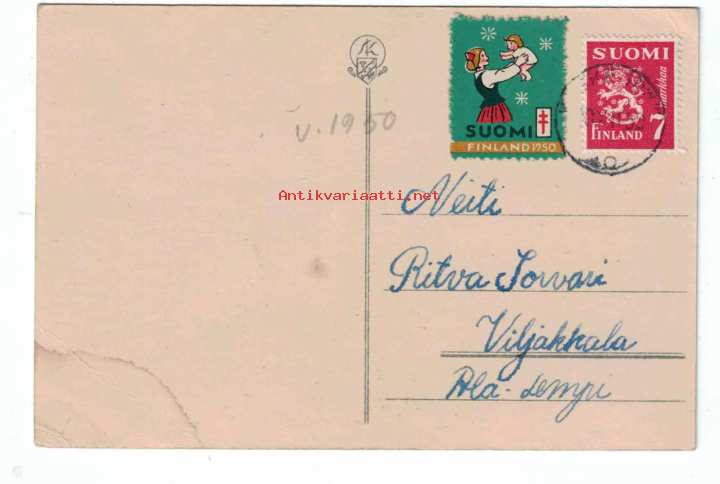 SUOMI
FINLAND 1950
SUOMI
markkaa
FINLAND 7
v. 1950
Antikvariaatti.net
Neiti
Ritva Sorvari
Viljakkala
Ala-Lempi